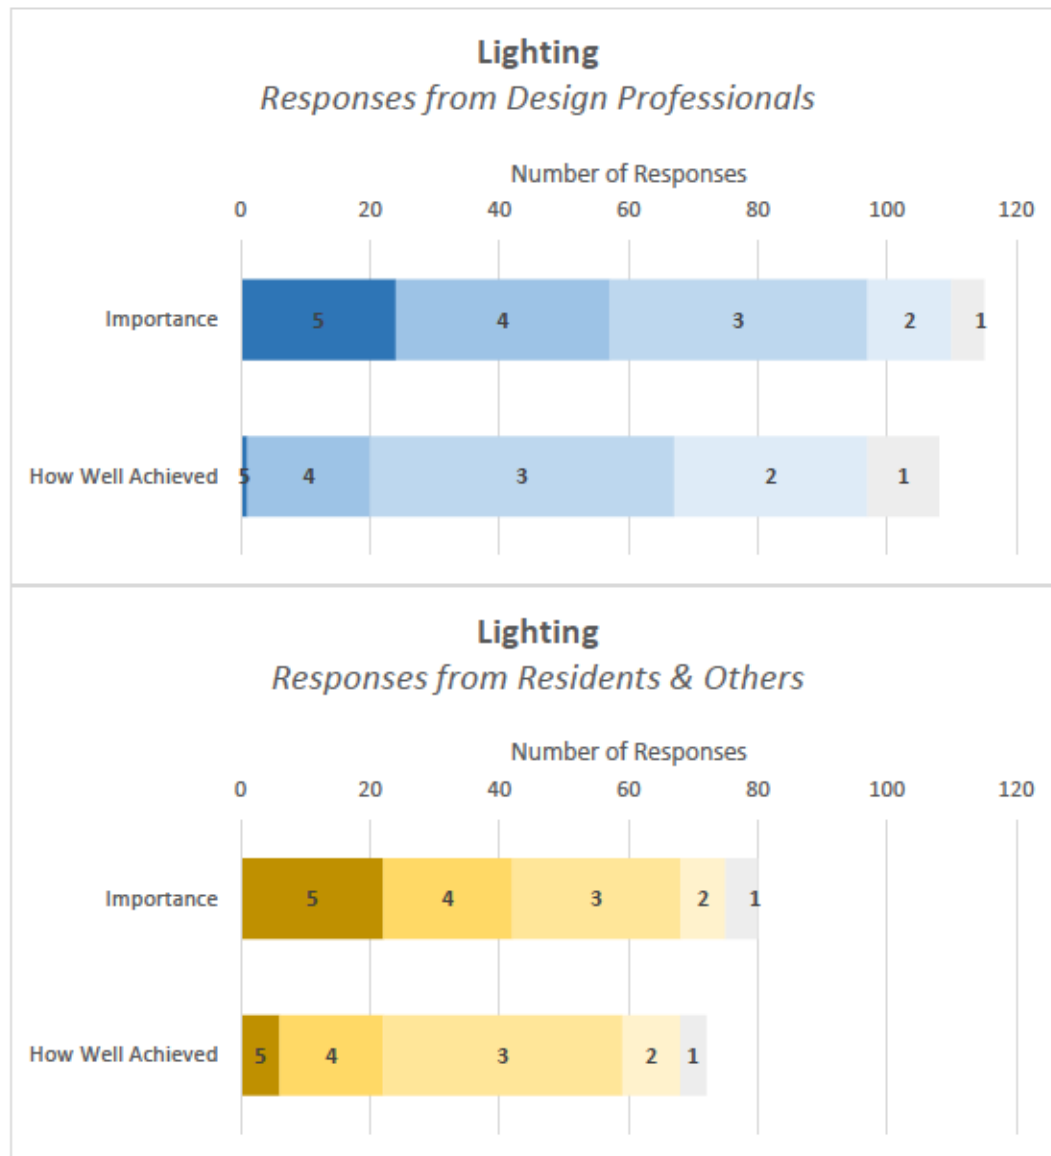 Lighting
Responses from Design Professionals
Number of Responses
0 20 40 60 80 100 120
Importance 5 4 3 2 1
How Well Achieved 5 4 3 2 1
Lighting
Responses from Residents & Others
Number of Responses
0 20 40 60 80 100 120
Importance 5 4 3 2 1
How Well Achieved 5 4 3 2 1